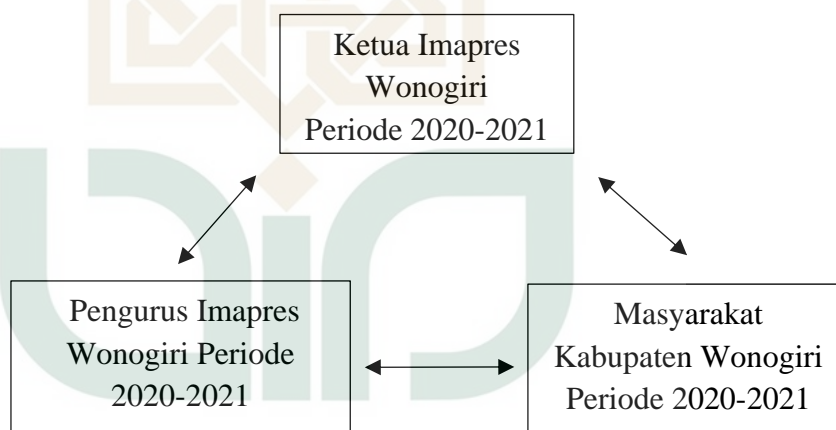 Ketua Imapres
Wonogiri
Periode 2020-2021
Pengurus Imapres
Wonogiri Periode
2020-2021
Masyarakat
Kabupaten Wonogiri
Periode 2020-2021